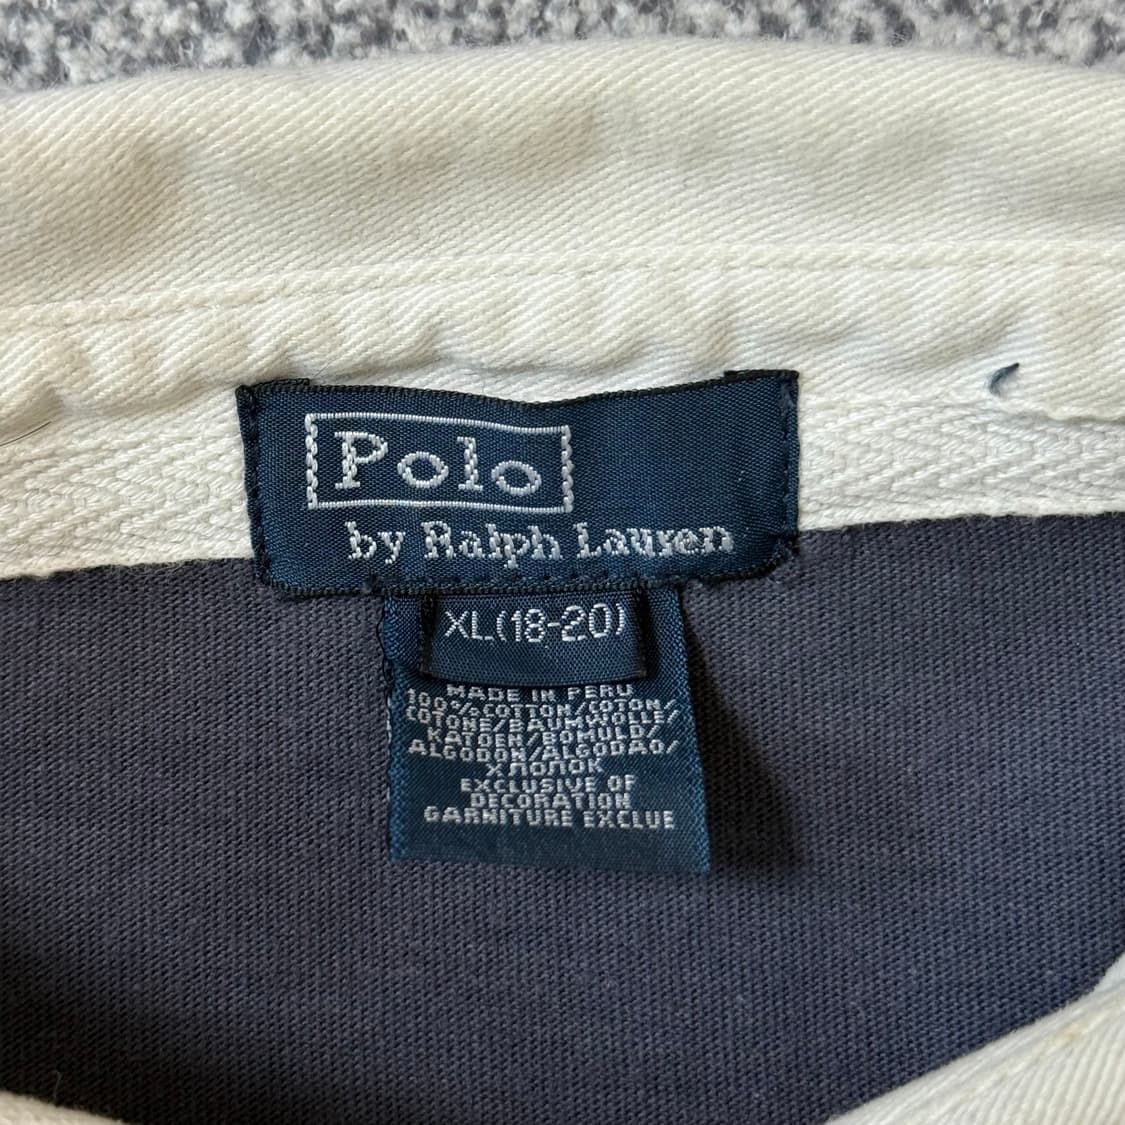 Polo
by Ralph Lauren
XL(18-20)
MADE IN PERU
100%COTTON/COTON/
COTONE/BAUMWOLLE/
KATOEN/BOMULD/
ALGODON/ALGODAO/
ХЛОПОК
EXCLUSIVE OF
DECORATION
GARNITURE EXCLUE